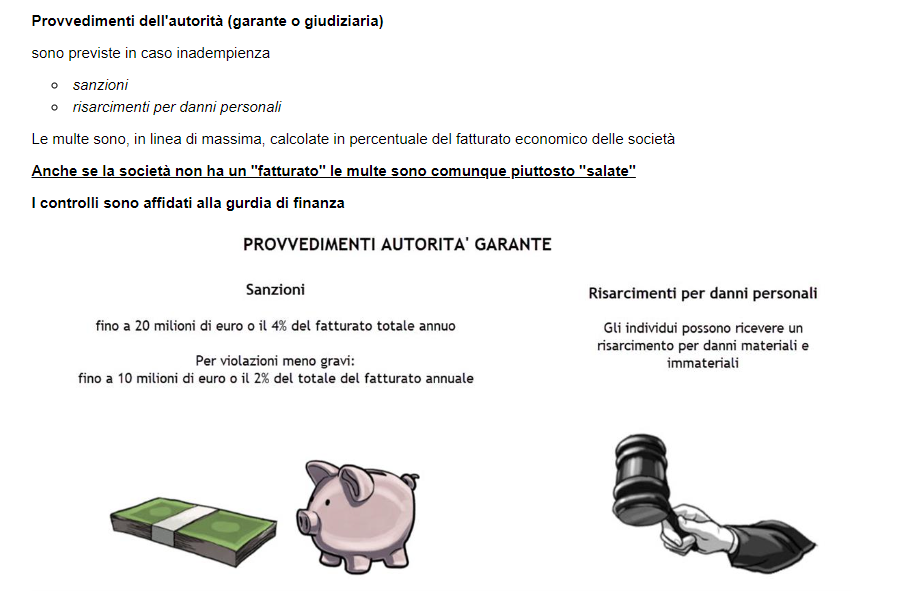 Provvedimenti dell'autorità (garante o giudiziaria)
sono previste in caso inadempienza
sanzioni
risarcimenti per danni personali
Le multe sono, in linea di massima, calcolate in percentuale del fatturato economico delle società
Anche se la società non ha un "fatturato" le multe sono comunque piuttosto "salate"
I controlli sono affidati alla gurdia di finanza
PROVVEDIMENTI AUTORITA' GARANTE
Sanzioni
fino a 20 milioni di euro o il 4% del fatturato totale annuo
Per violazioni meno gravi:
fino a 10 milioni di euro o il 2% del totale del fatturato annuale
Risarcimenti per danni personali
Gli individui possono ricevere un
risarcimento per danni materiali e
immateriali